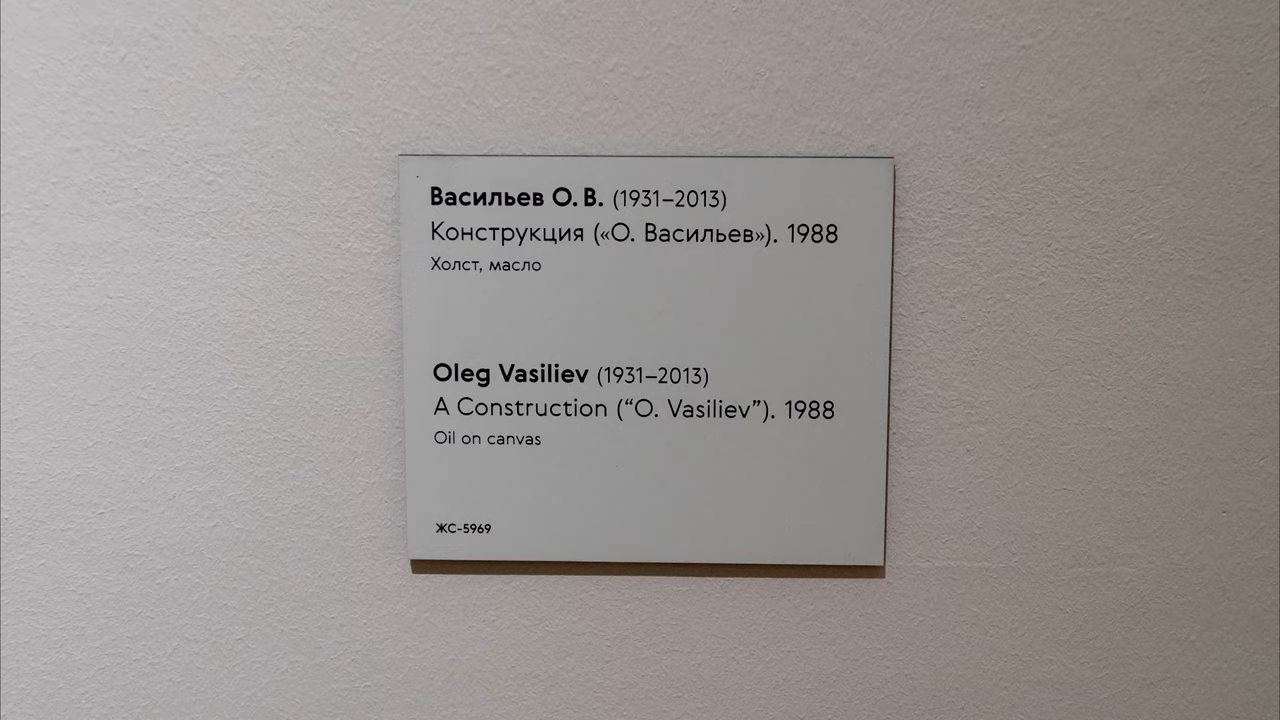 Васильев О. В. (1931–2013)
Конструкция («О. Васильев»). 1988
Холст, масло
Oleg Vasiliev (1931–2013)
A Construction (“O. Vasiliev”). 1988
Oil on canvas
ЖС-5969